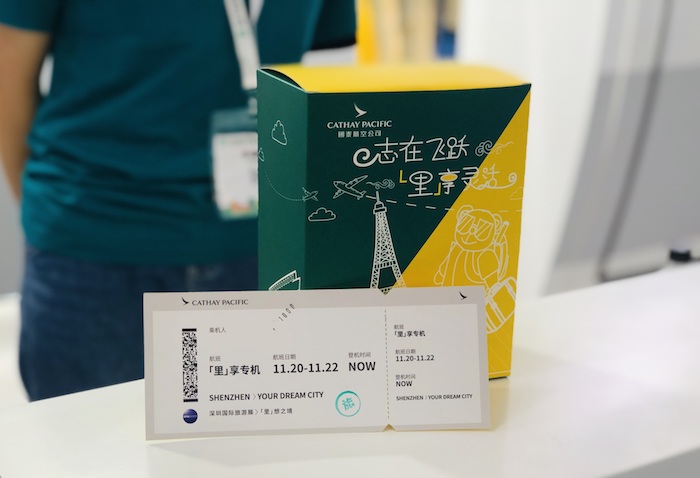 CATHAY PACIFIC
國泰航空公司
e志在飞跃
「里」享灵活
CATHAY PACIFIC
1808
乘机人
航班
航班日期
登机时间
「里」享专机
11.20-11.22
NOW
SHENZHEN 〉YOUR DREAM CITY
深圳国际旅游展 〉「里」想之境
航班
「里」享专机
航班日期
11.20-11.22
登机时间
NOW
SHENZHEN 〉YOUR DREAM CITY